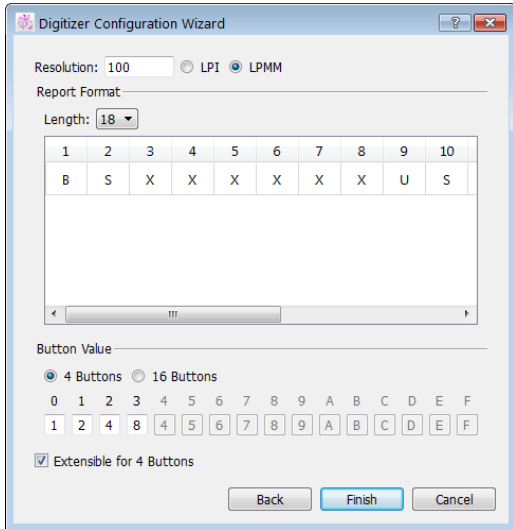 Digitizer Configuration Wizard
Resolution: 100 LPI LPMM
Report Format
Length: 18
1 2 3 4 5 6 7 8 9 10
B S X X X X X X U S
Button Value
4 Buttons 16 Buttons
0 1 2 3 4 5 6 7 8 9 A B C D E F
1 2 4 8 4 5 6 7 8 9 A B C D E F
Extensible for 4 Buttons
Back Finish Cancel